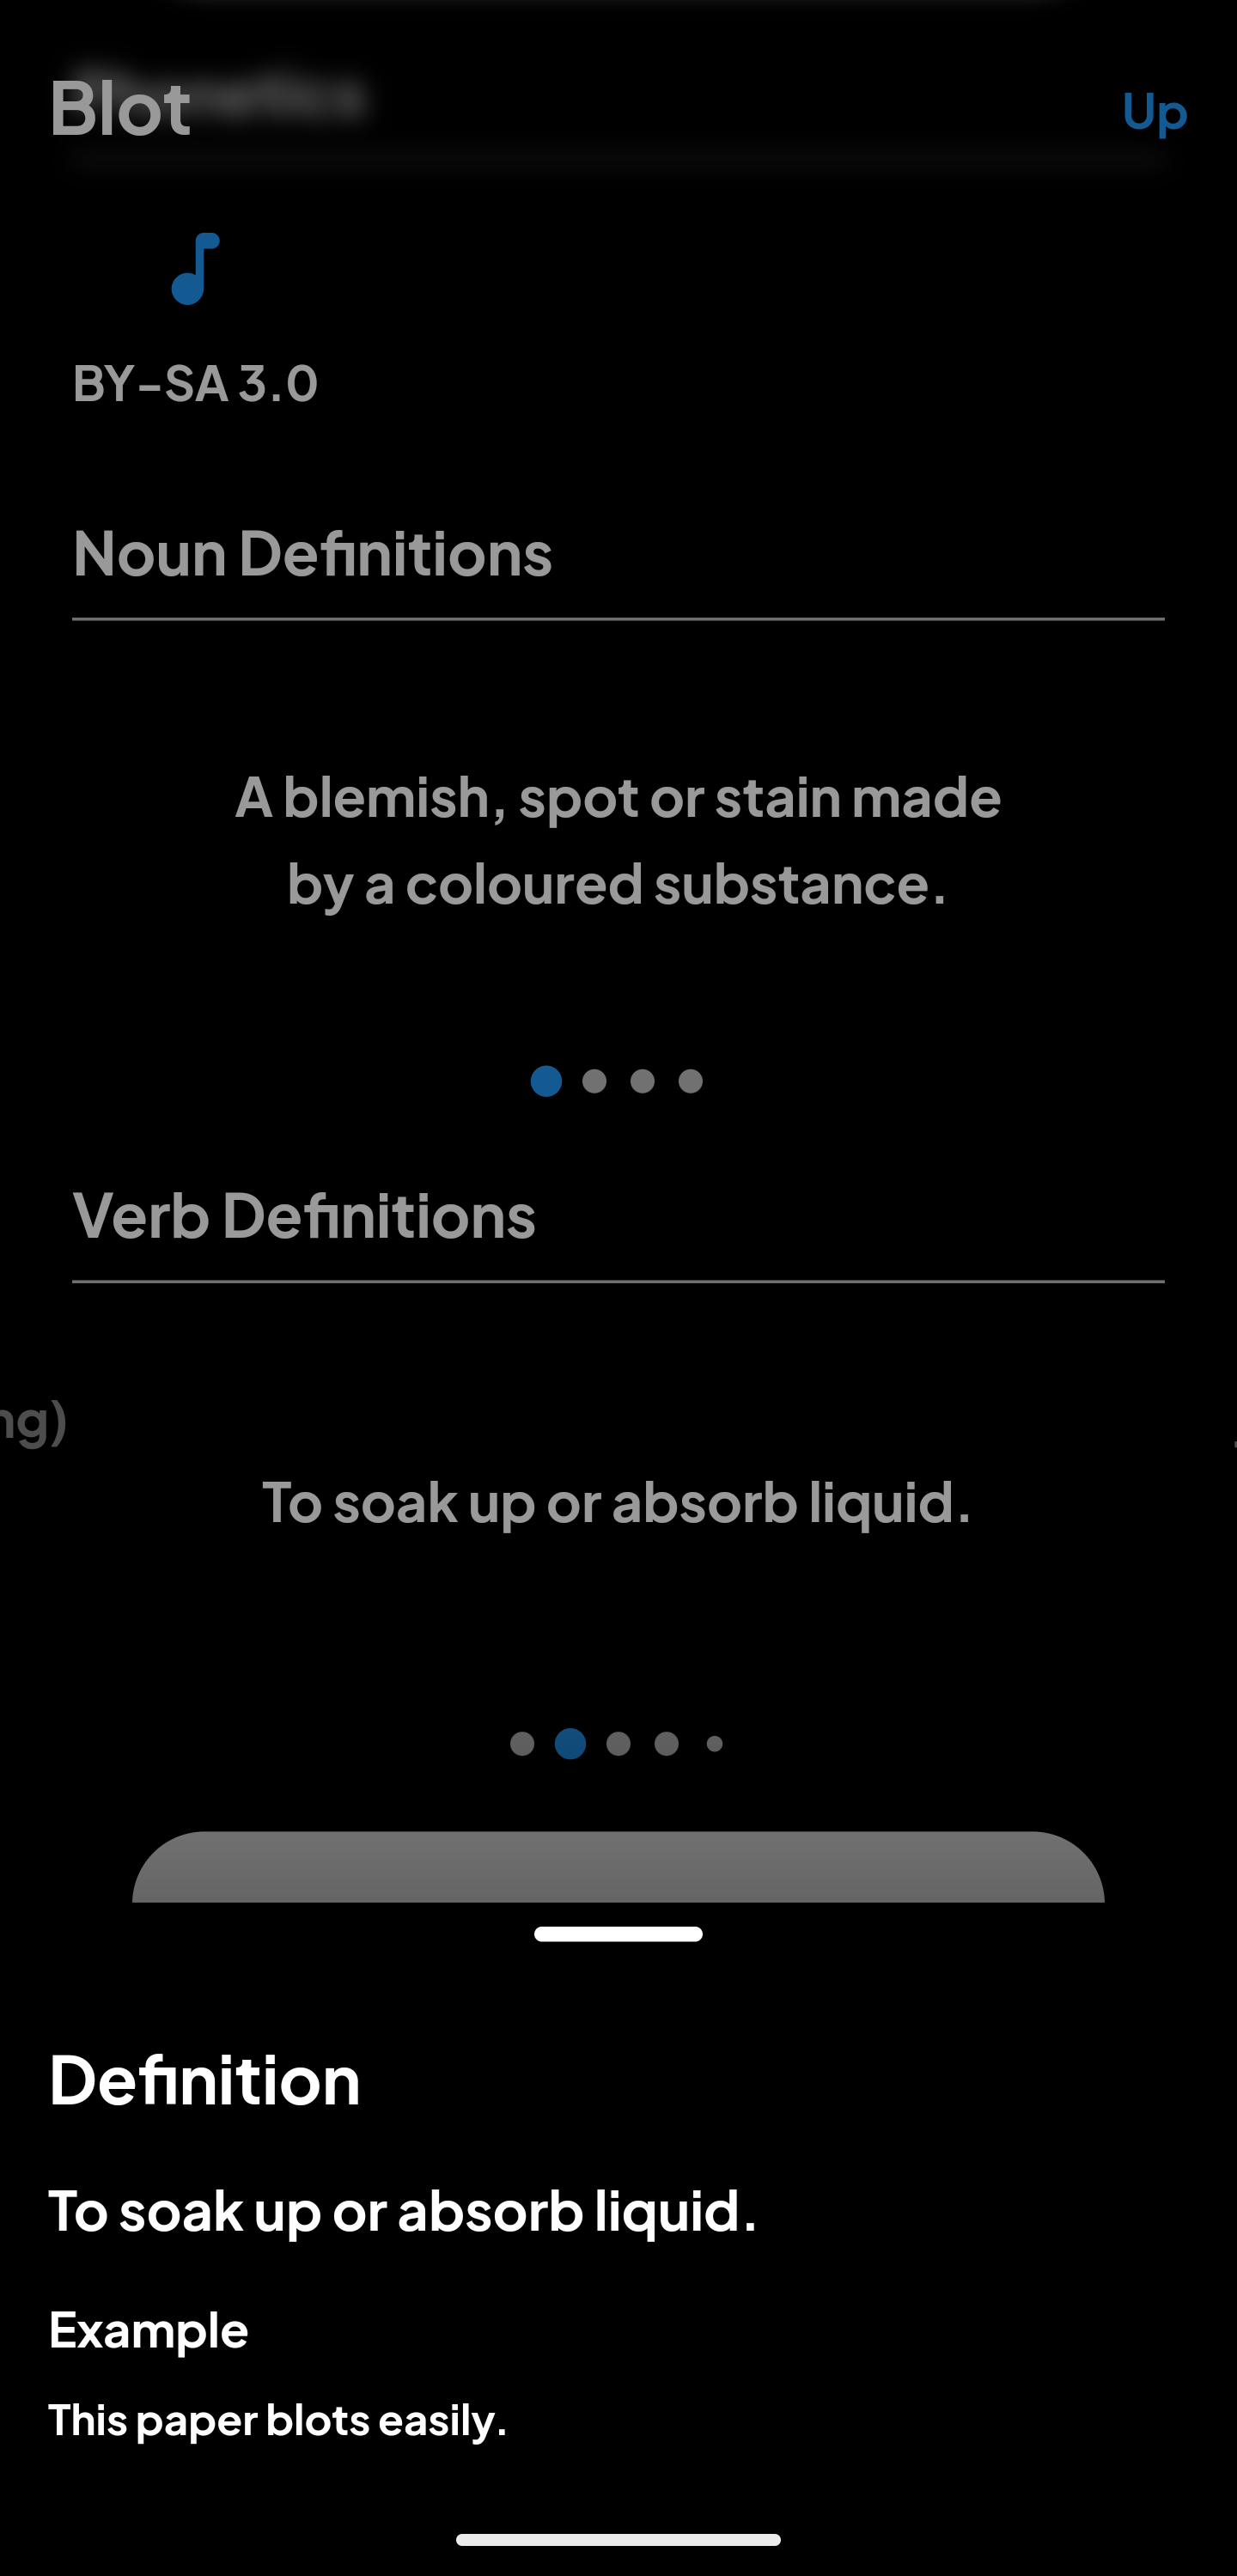 Blot
Up
BY-SA 3.0
Noun Definitions
A blemish, spot or stain made
by a coloured substance.
Verb Definitions
ng)
To soak up or absorb liquid.
Definition
To soak up or absorb liquid.
Example
This paper blots easily.